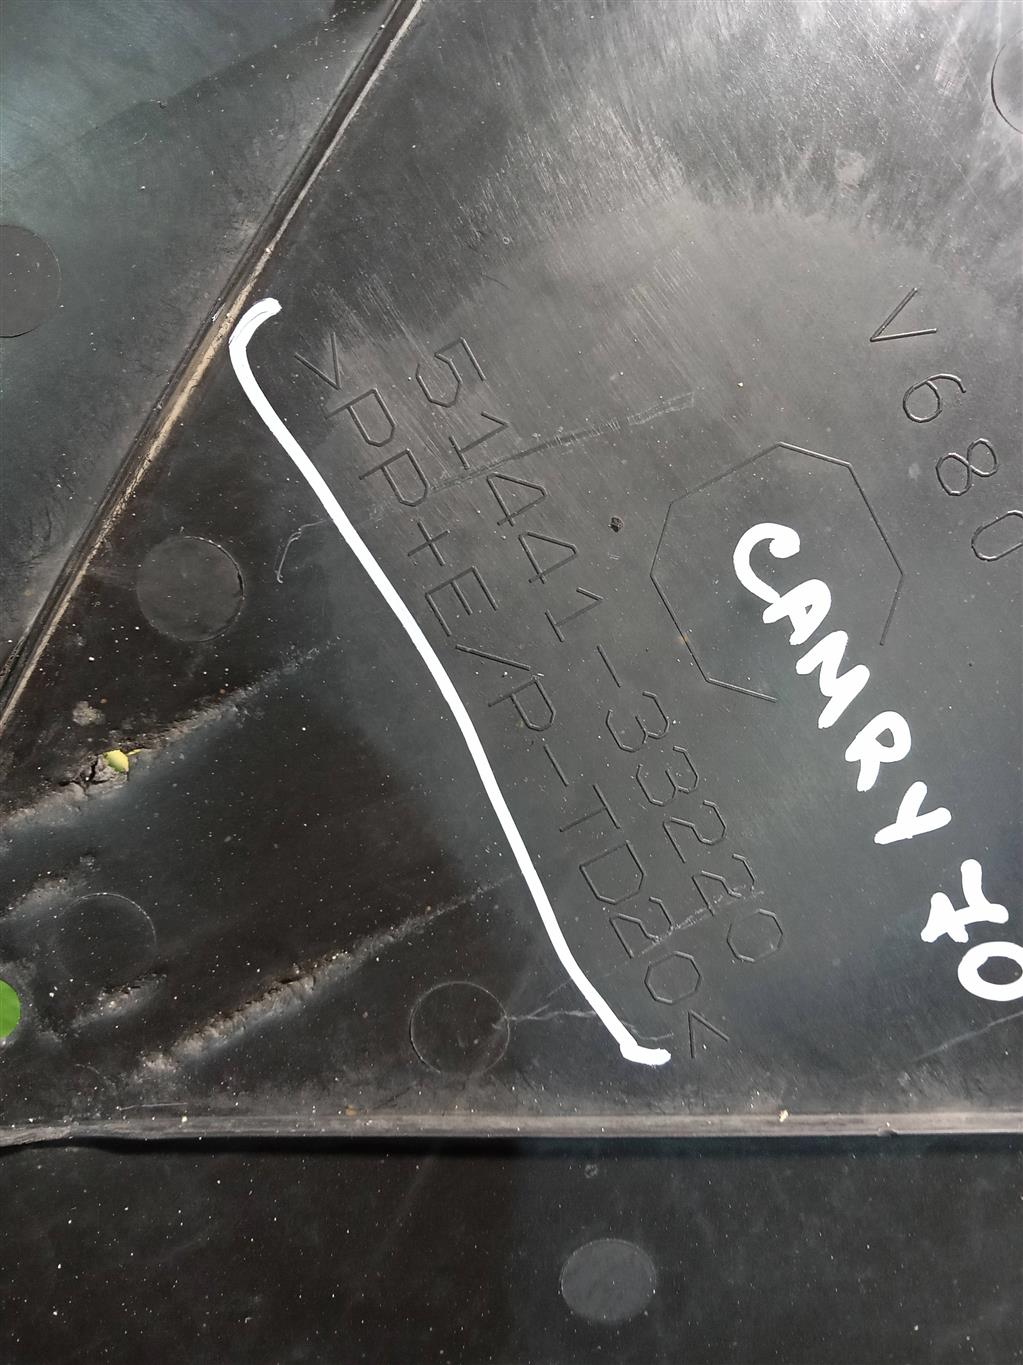 V680
CAMRY 70
51441-33220
>PP+E/P-TD20<